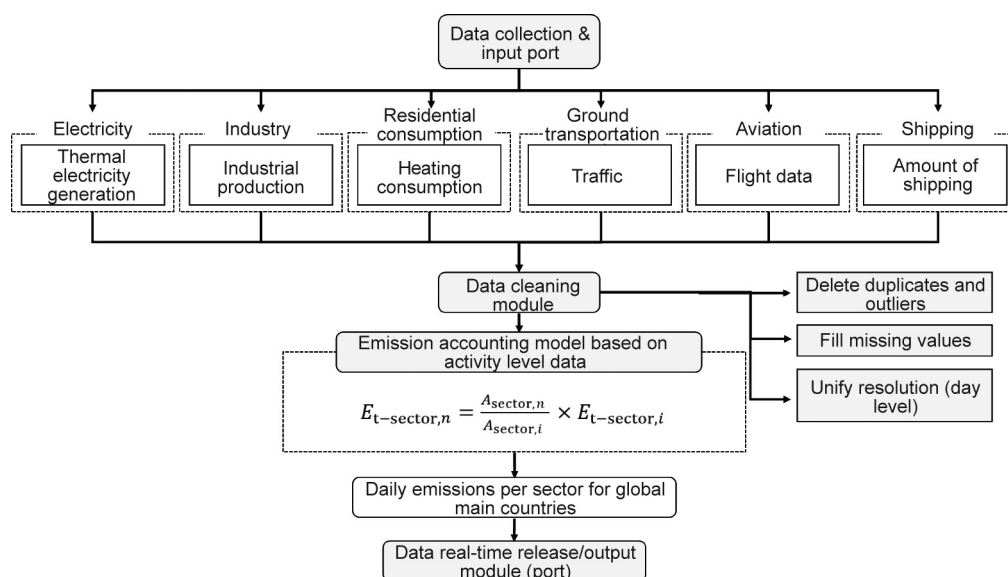 Data collection &
input port
Electricity
Thermal
electricity
generation
Industry
Industrial
production
Residential
consumption
Heating
consumption
Ground
transportation
Traffic
Aviation
Flight data
Shipping
Amount of
shipping
Data cleaning
module
Delete duplicates and
outliers
Fill missing values
Unify resolution (day
level)
Emission accounting model based on
activity level data
E_{t−sector,n} = \frac{A_{sector,n}}{A_{sector,i}} × E_{t−sector,i}
Daily emissions per sector for global
main countries
Data real-time release/output
module (port)